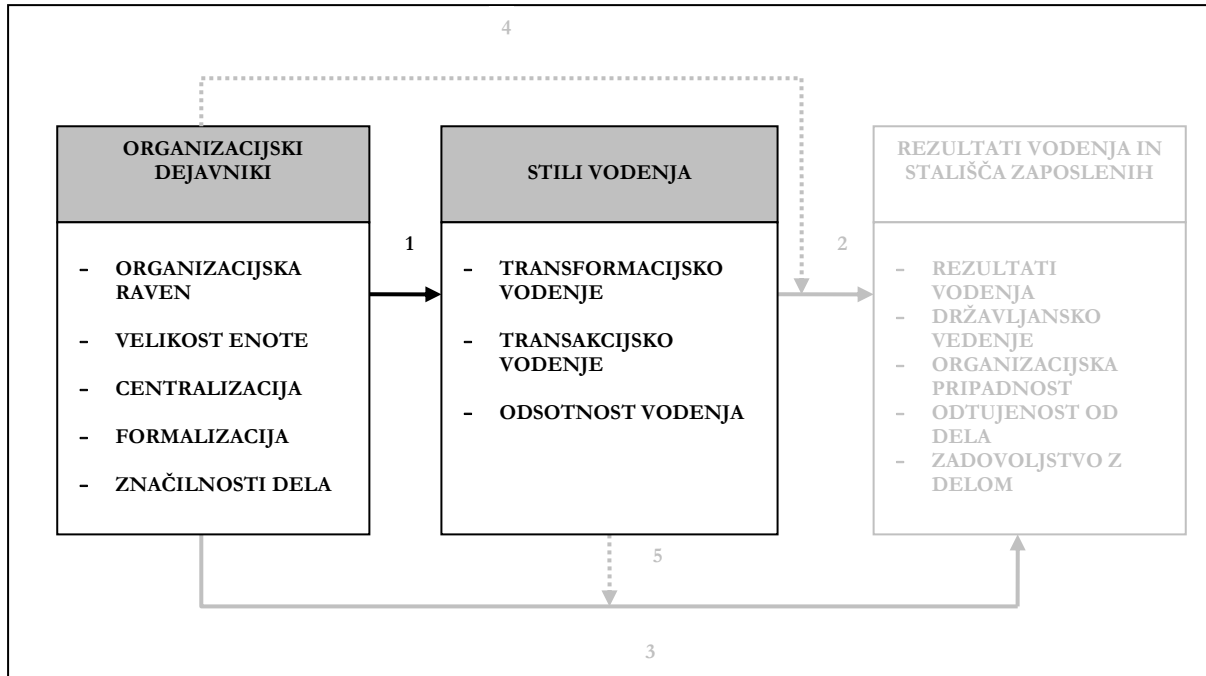 4
ORGANIZACIJSKI
DEJAVNIKI
- ORGANIZACIJSKA
RAVEN
- VELIKOST ENOTE
- CENTRALIZACIJA
- FORMALIZACIJA
- ZNAČILNOSTI DELA
1
STILI VODENJA
- TRANSFORMACIJSKO
VODENJE
- TRANSAKCIJSKO
VODENJE
- ODSOTNOST VODENJA
2
REZULTATI VODENJA IN
STALIŠČA ZAPOSLENIH
- REZULTATI
VODENJA
- DRŽAVLJANSKO
VEDENJE
- ORGANIZACIJSKA
PRIPADNOST
- ODTUJENOST OD
DELA
- ZADOVOLJSTVO Z
DELOM
5
3